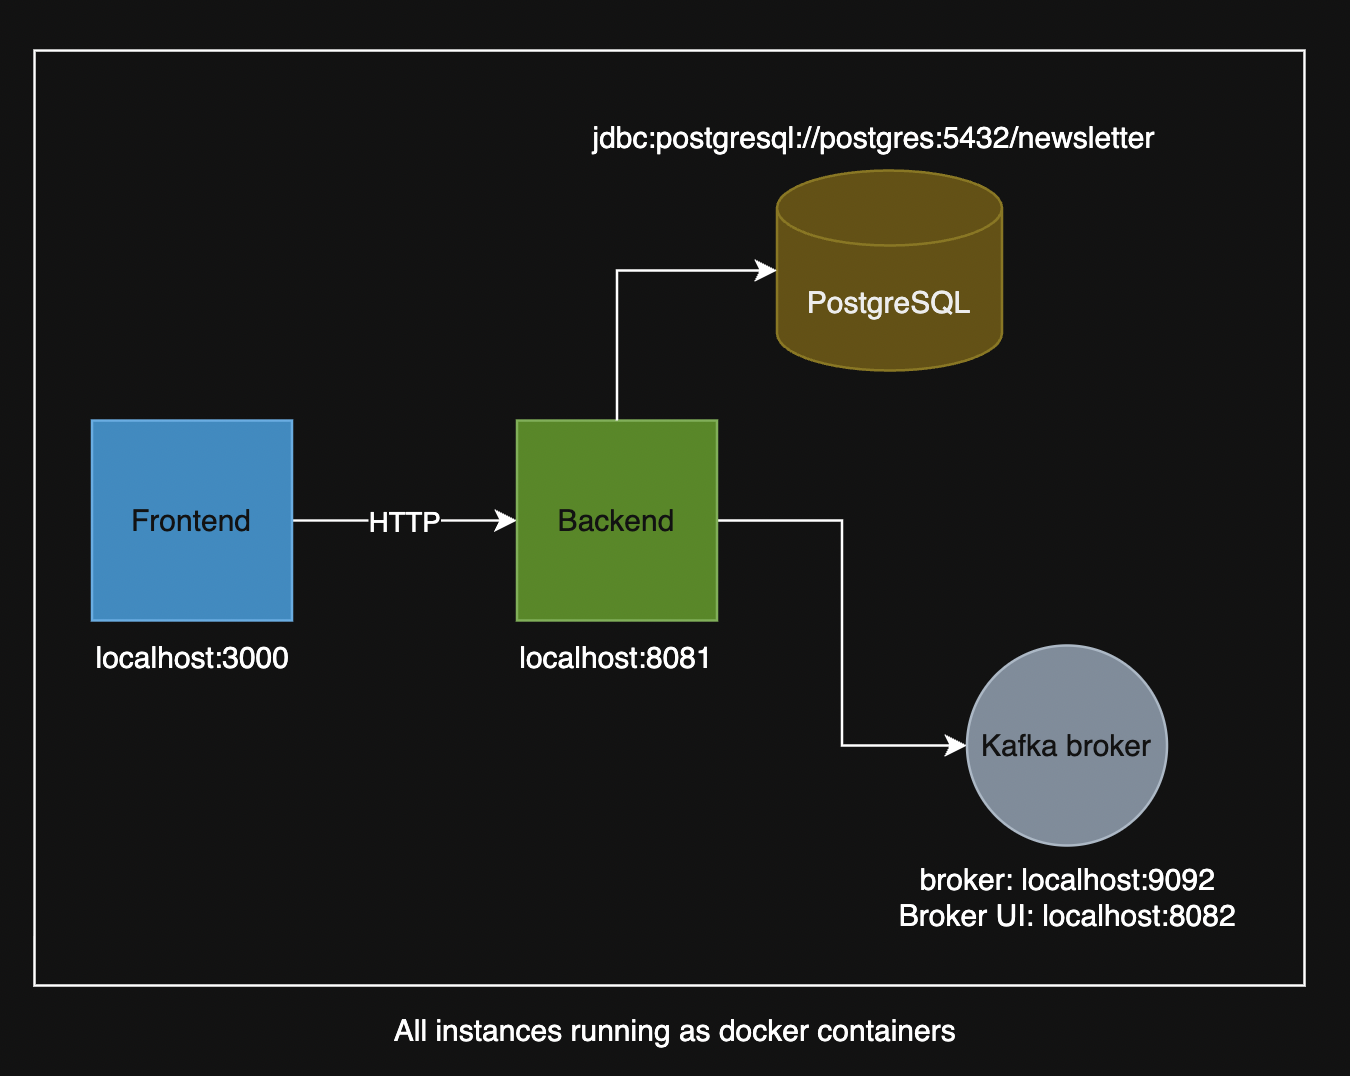 jdbc:postgresql://postgres:5432/newsletter
PostgreSQL
Frontend
HTTP
Backend
localhost:3000
localhost:8081
Kafka broker
broker: localhost:9092
Broker UI: localhost:8082
All instances running as docker containers